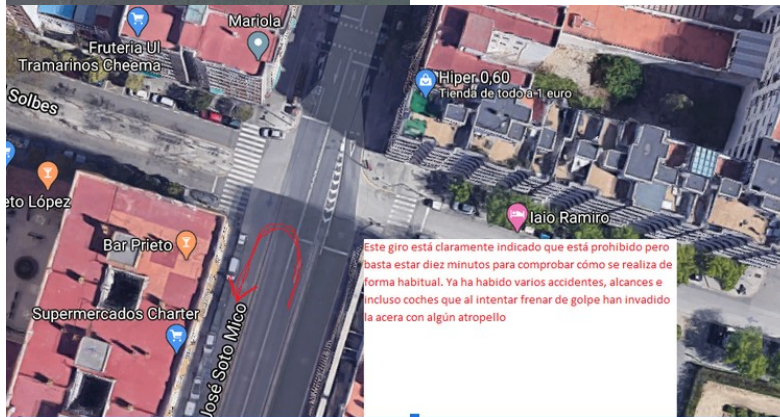 Mariola
Fruteria Ul
Tramarinos Cheema
Hiper 0,60
Tienda de todo a 1 euro
Solbes
eto López
Iaio Ramiro
Bar Prieto
Este giro está claramente indicado que está prohibido pero
basta estar diez minutos para comprobar cómo se realiza de
forma habitual. Ya ha habido varios accidentes, alcances e
incluso coches que al intentar frenar de golpe han invadido
la acera con algún atropello
Supermercados Charter
José Soto Mico